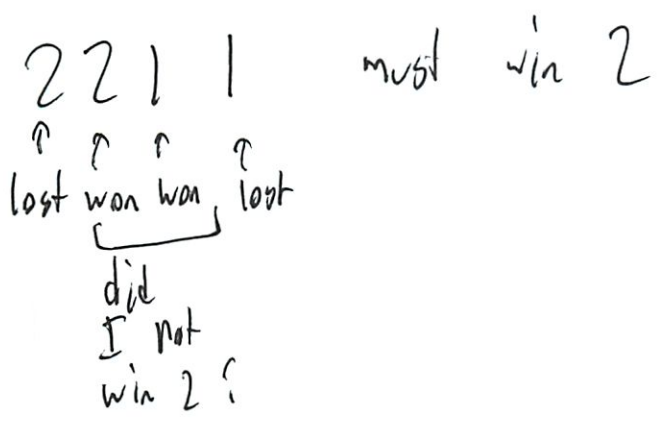 2 2 1 1 must win 2
↑ ↑ ↑ ↑
lost won won lost
did
I not
win 2 ?